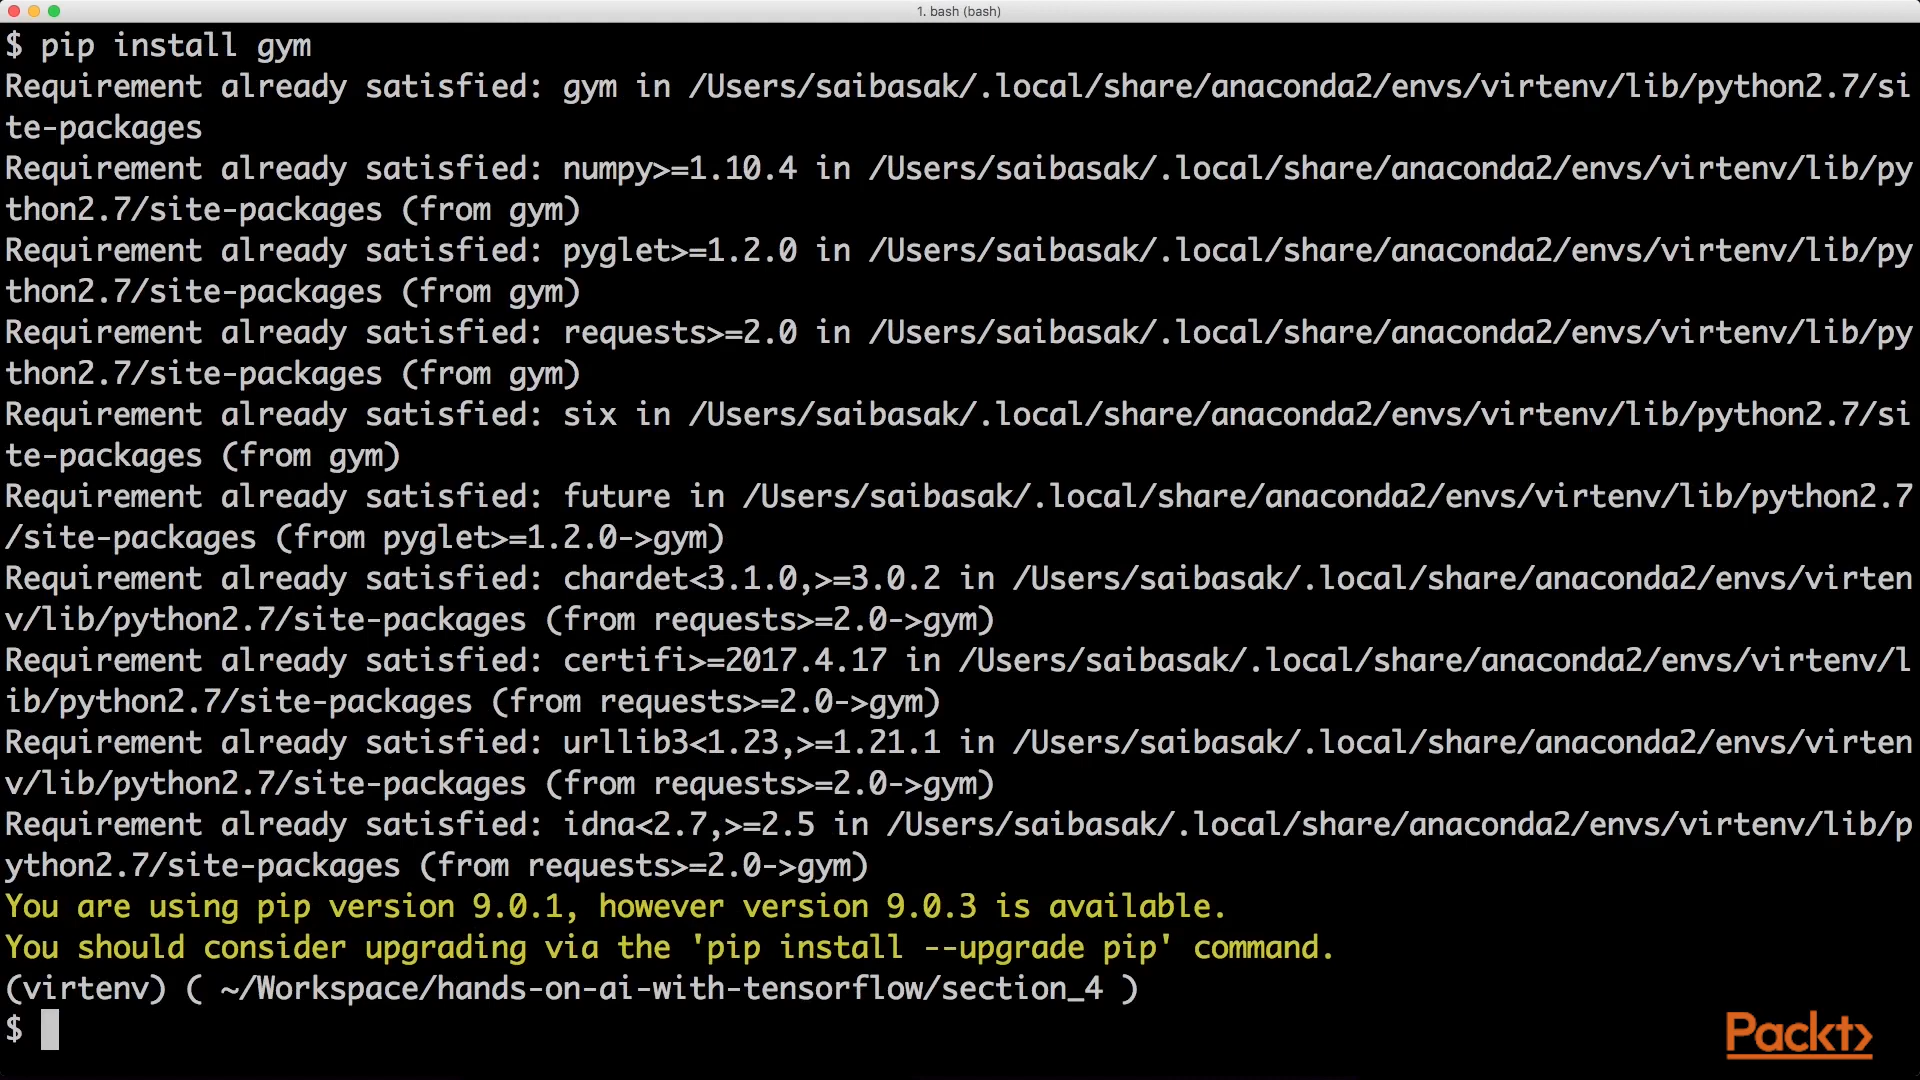 1. bash (bash)
$ pip install gym
Requirement already satisfied: gym in /Users/saibasak/.local/share/anaconda2/envs/virtenv/lib/python2.7/si
te-packages
Requirement already satisfied: numpy>=1.10.4 in /Users/saibasak/.local/share/anaconda2/envs/virtenv/lib/py
thon2.7/site-packages (from gym)
Requirement already satisfied: pyglet>=1.2.0 in /Users/saibasak/.local/share/anaconda2/envs/virtenv/lib/py
thon2.7/site-packages (from gym)
Requirement already satisfied: requests>=2.0 in /Users/saibasak/.local/share/anaconda2/envs/virtenv/lib/py
thon2.7/site-packages (from gym)
Requirement already satisfied: six in /Users/saibasak/.local/share/anaconda2/envs/virtenv/lib/python2.7/si
te-packages (from gym)
Requirement already satisfied: future in /Users/saibasak/.local/share/anaconda2/envs/virtenv/lib/python2.7
/site-packages (from pyglet>=1.2.0->gym)
Requirement already satisfied: chardet<3.1.0,>=3.0.2 in /Users/saibasak/.local/share/anaconda2/envs/virten
v/lib/python2.7/site-packages (from requests>=2.0->gym)
Requirement already satisfied: certifi>=2017.4.17 in /Users/saibasak/.local/share/anaconda2/envs/virtenv/l
ib/python2.7/site-packages (from requests>=2.0->gym)
Requirement already satisfied: urllib3<1.23,>=1.21.1 in /Users/saibasak/.local/share/anaconda2/envs/virten
v/lib/python2.7/site-packages (from requests>=2.0->gym)
Requirement already satisfied: idna<2.7,>=2.5 in /Users/saibasak/.local/share/anaconda2/envs/virtenv/lib/p
ython2.7/site-packages (from requests>=2.0->gym)
You are using pip version 9.0.1, however version 9.0.3 is available.
You should consider upgrading via the 'pip install --upgrade pip' command.
(virtenv) ( ~/Workspace/hands-on-ai-with-tensorflow/section_4 )
$
Packt>